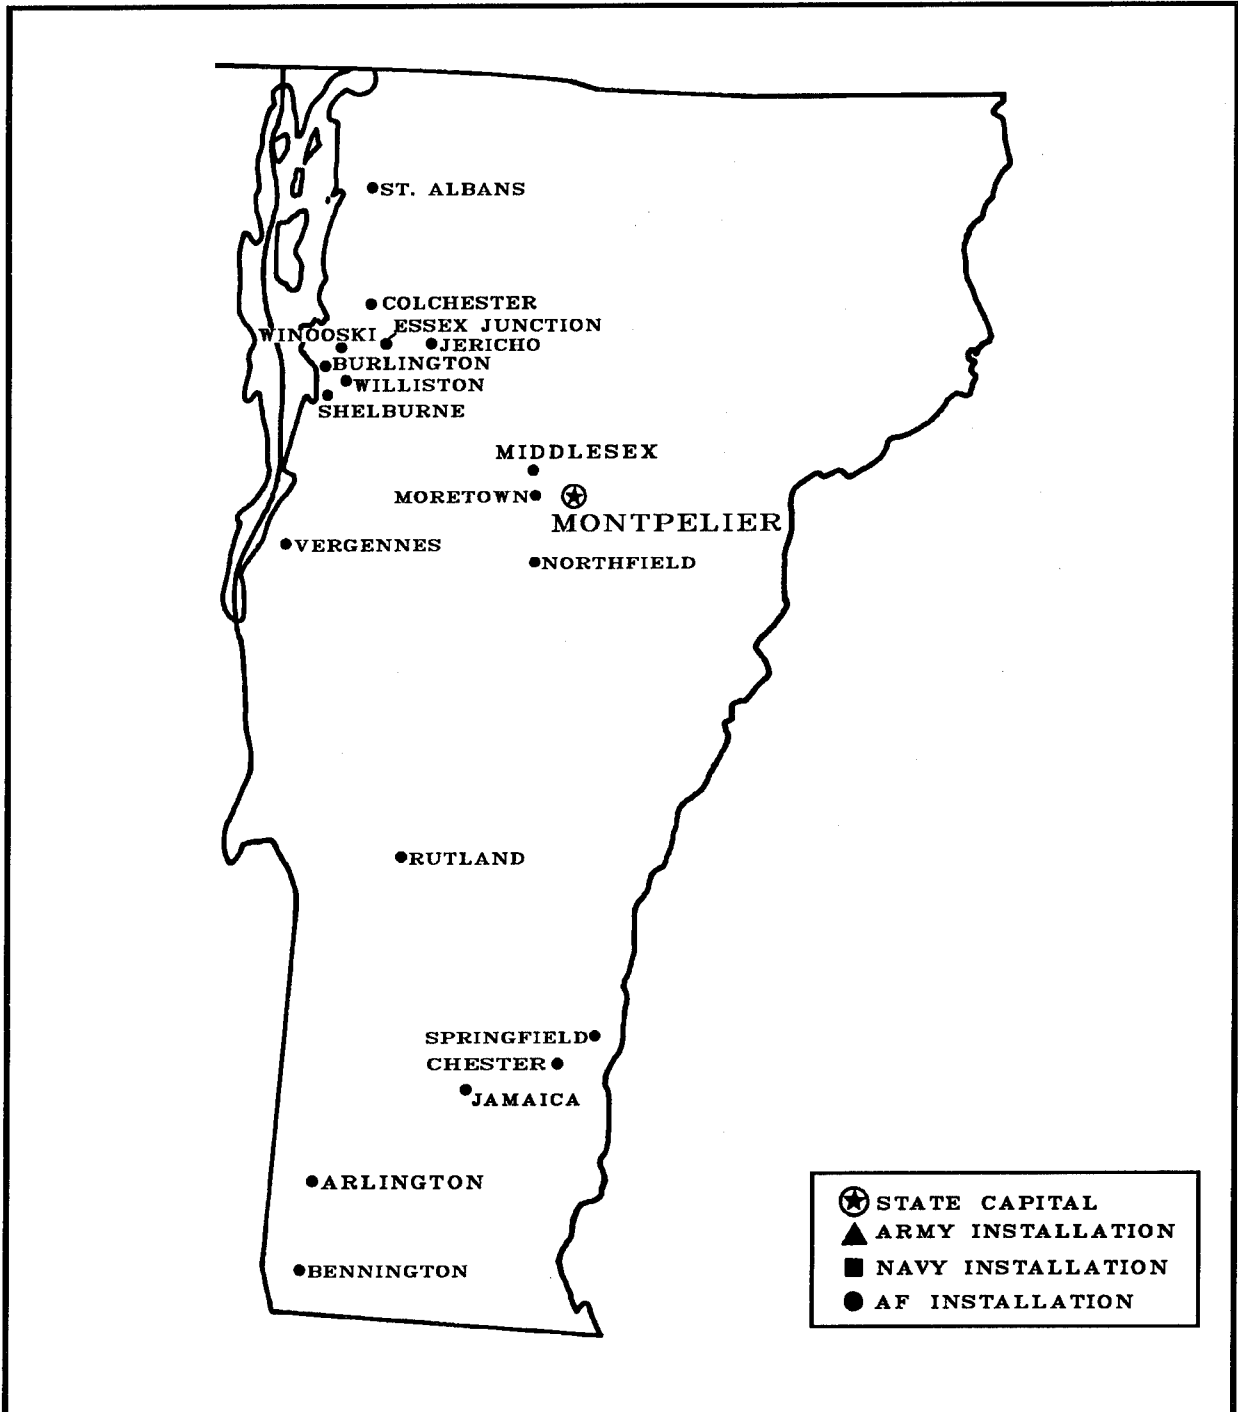 ST. ALBANS
COLCHESTER
ESSEX JUNCTION
WINOOSKI
JERICHO
BURLINGTON
WILLISTON
SHELBURNE
MIDDLESEX
MORETOWN
MONTPELIER
VERGENNES
NORTHFIELD
RUTLAND
SPRINGFIELD
CHESTER
JAMAICA
ARLINGTON
BENNINGTON
STATE CAPITAL
ARMY INSTALLATION
NAVY INSTALLATION
AF INSTALLATION